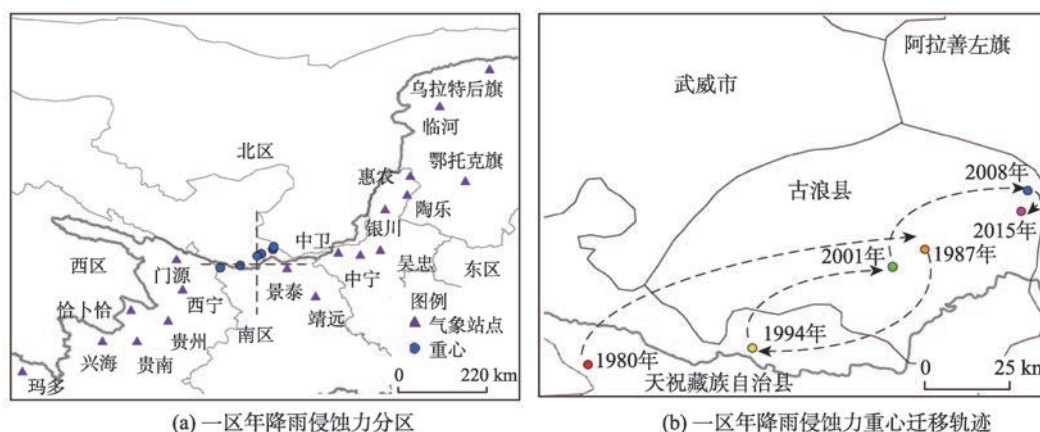 乌拉特后旗
临河
北区
鄂托克旗
惠农
陶乐
银川
中卫
西区
门源
吴忠
东区
中宁
景泰
图例
西宁
恰卜恰
靖远
气象站点
南区
贵州
重心
兴海
贵南
玛多
0 220 km
(a) 一区年降雨侵蚀力分区
阿拉善左旗
武威市
2008年
古浪县
2015年
2001年
1987年
1994年
1980年
0 25 km
天祝藏族自治县
(b) 一区年降雨侵蚀力重心迁移轨迹